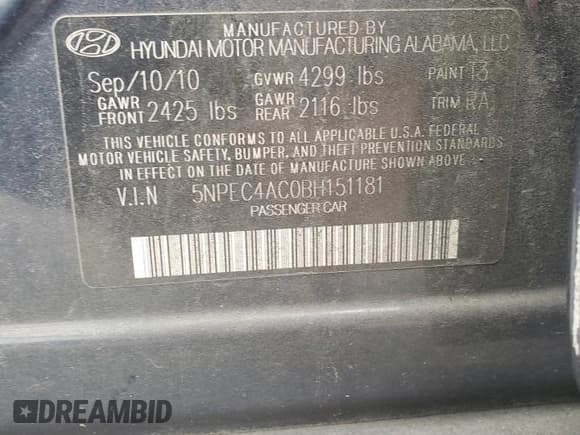 MANUFACTURED BY
HYUNDAI MOTOR MANUFACTURING ALABAMA, LLC
Sep/10/10 GVWR 4299 lbs PAINT T3
GAWR FRONT 2425 lbs GAWR REAR 2116 lbs TRIM RA
THIS VEHICLE CONFORMS TO ALL APPLICABLE U.S.A. FEDERAL
MOTOR VEHICLE SAFETY, BUMPER, AND THEFT PREVENTION STANDARDS
IN EFFECT ON THE DATE OF MANUFACTURE SHOWN ABOVE
V.I.N 5NPEC4AC0BH151181
PASSENGER CAR
DREAMBID